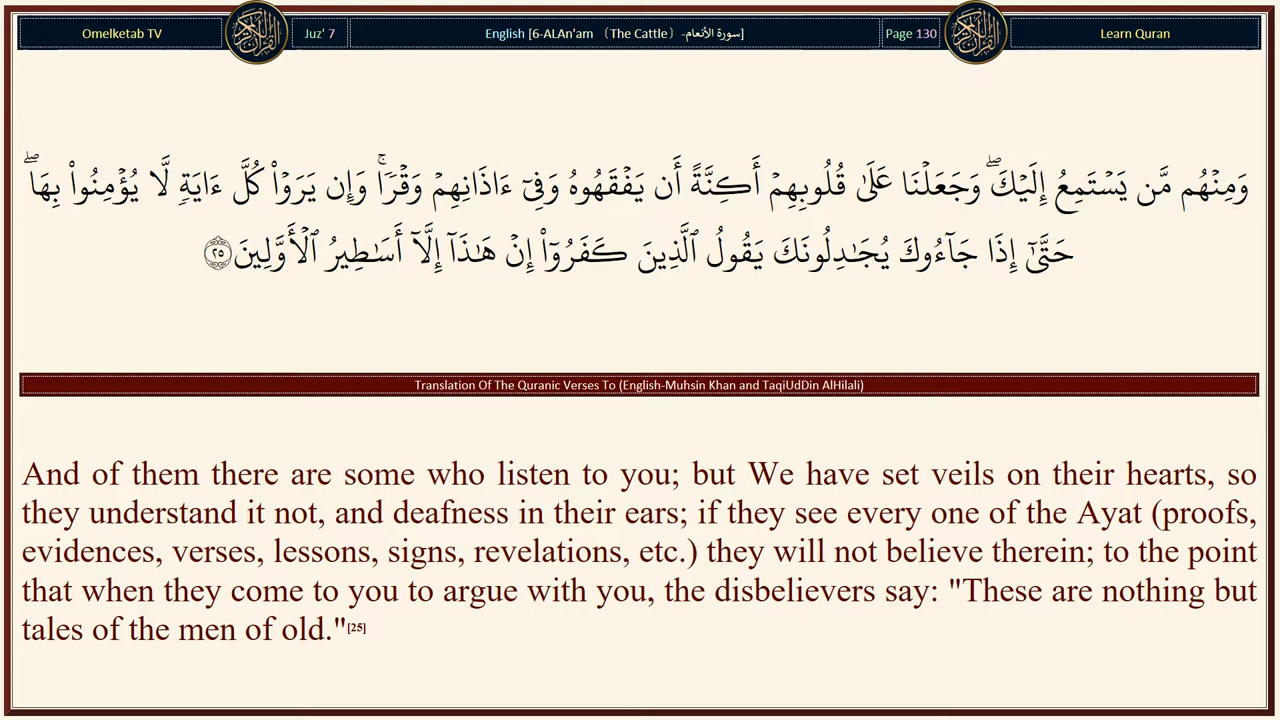 Omelketab TV
Juz' 7
English [6-ALAn'am （The Cattle） -سورة الأنعام]
Page 130
Learn Quran
وَمِنۡهُم مَّن يَسۡتَمِعُ إِلَيۡكَۖ وَجَعَلۡنَا عَلَىٰ قُلُوبِهِمۡ أَكِنَّةً أَن يَفۡقَهُوهُ وَفِيٓ ءَاذَانِهِمۡ وَقۡرٗاۚ وَإِن يَرَوۡاْ كُلَّ ءَايَةٖ لَّا يُؤۡمِنُواْ بِهَاۖ
حَتَّىٰٓ إِذَا جَآءُوكَ يُجَٰدِلُونَكَ يَقُولُ ٱلَّذِينَ كَفَرُوٓاْ إِنۡ هَٰذَآ إِلَّآ أَسَٰطِيرُ ٱلۡأَوَّلِينَ ٢٥
Translation Of The Quranic Verses To (English-Muhsin Khan and TaqiUdDin AlHilali)
And of them there are some who listen to you; but We have set veils on their hearts, so
they understand it not, and deafness in their ears; if they see every one of the Ayat (proofs,
evidences, verses, lessons, signs, revelations, etc.) they will not believe therein; to the point
that when they come to you to argue with you, the disbelievers say: "These are nothing but
tales of the men of old."[25]